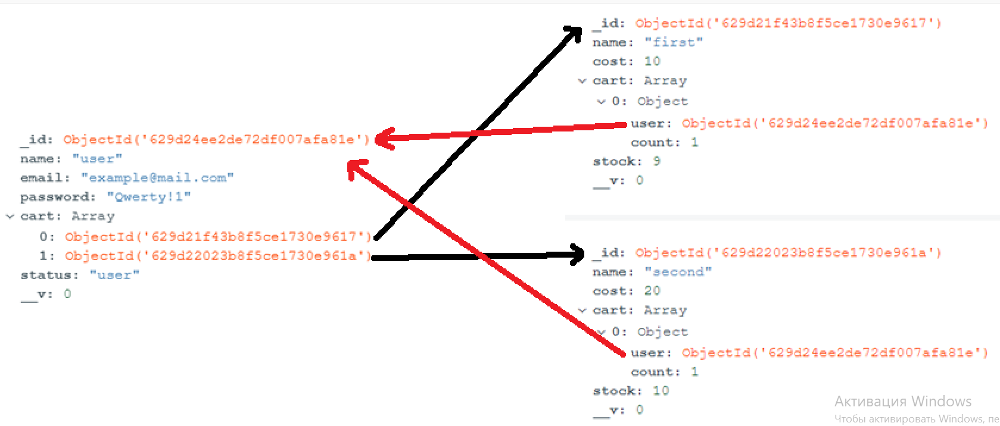 _id: ObjectId('629d24ee2de72df007afa81e')
name: "user"
email: "example@mail.com"
password: "Qwerty!1"
cart: Array
0: ObjectId('629d21f43b8f5ce1730e9617')
1: ObjectId('629d22023b8f5ce1730e961a')
status: "user"
__v: 0
_id: ObjectId('629d21f43b8f5ce1730e9617')
name: "first"
cost: 10
cart: Array
0: Object
user: ObjectId('629d24ee2de72df007afa81e')
count: 1
stock: 9
__v: 0
_id: ObjectId('629d22023b8f5ce1730e961a')
name: "second"
cost: 20
cart: Array
0: Object
user: ObjectId('629d24ee2de72df007afa81e')
count: 1
stock: 10
__v: 0
Активация Windows
Чтобы активировать Windows, пе